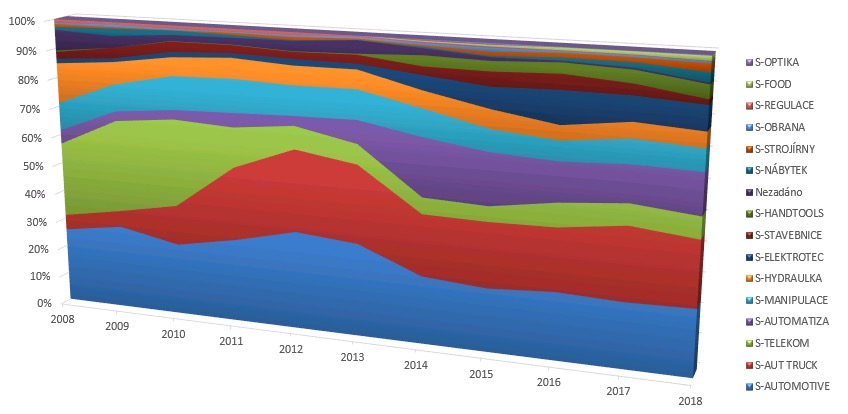 100%
90%
80%
70%
60%
50%
40%
30%
20%
10%
0%
2008
2009
2010
2011
2012
2013
2014
2015
2016
2017
2018
S-OPTIKA
S-FOOD
S-REGULACE
S-OBRANA
S-STROJÍRNY
S-NÁBYTEK
Nezadáno
S-HANDTOOLS
S-STAVEBNICE
S-ELEKTROTEC
S-HYDRAULKA
S-MANIPULACE
S-AUTOMATIZA
S-TELEKOM
S-AUT TRUCK
S-AUTOMOTIVE